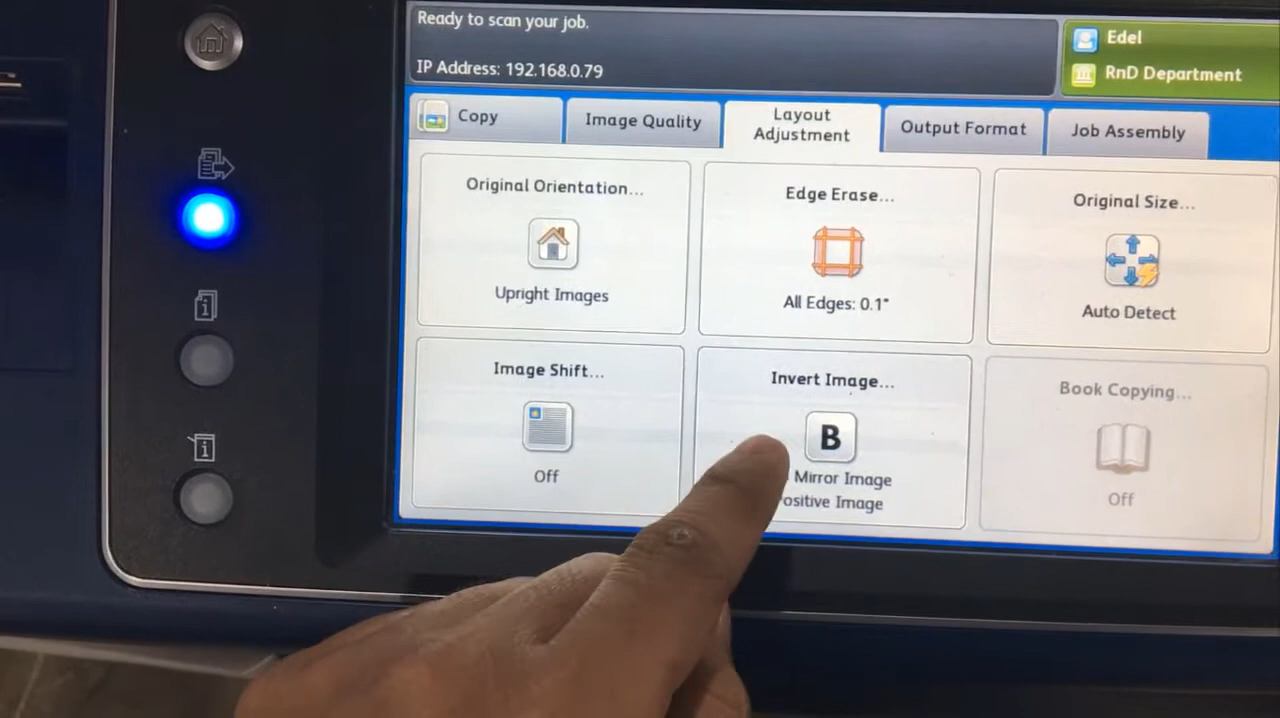 Ready to scan your job.
IP Address: 192.168.0.79
Edel
RnD Department
Copy
Image Quality
Layout
Adjustment
Output Format
Job Assembly
Original Orientation...
Upright Images
Edge Erase...
All Edges: 0.1"
Original Size...
Auto Detect
Image Shift...
Off
Invert Image...
B
Mirror Image
ositive Image
Book Copying...
Off